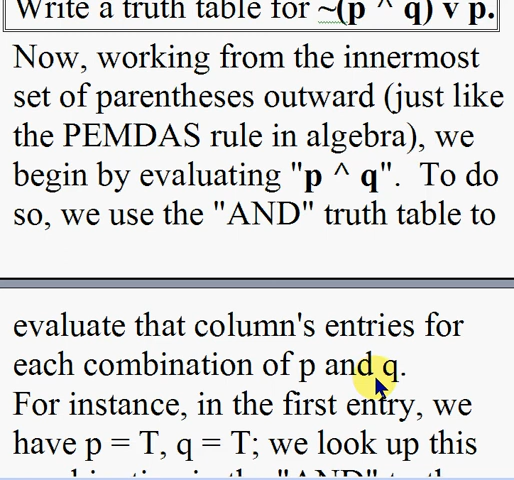 Write a truth table for ~(p ^ q) v p.
Now, working from the innermost
set of parentheses outward (just like
the PEMDAS rule in algebra), we
begin by evaluating "p ^ q".  To do
so, we use the "AND" truth table to
evaluate that column's entries for
each combination of p and q.
For instance, in the first entry, we
have p = T, q = T; we look up this